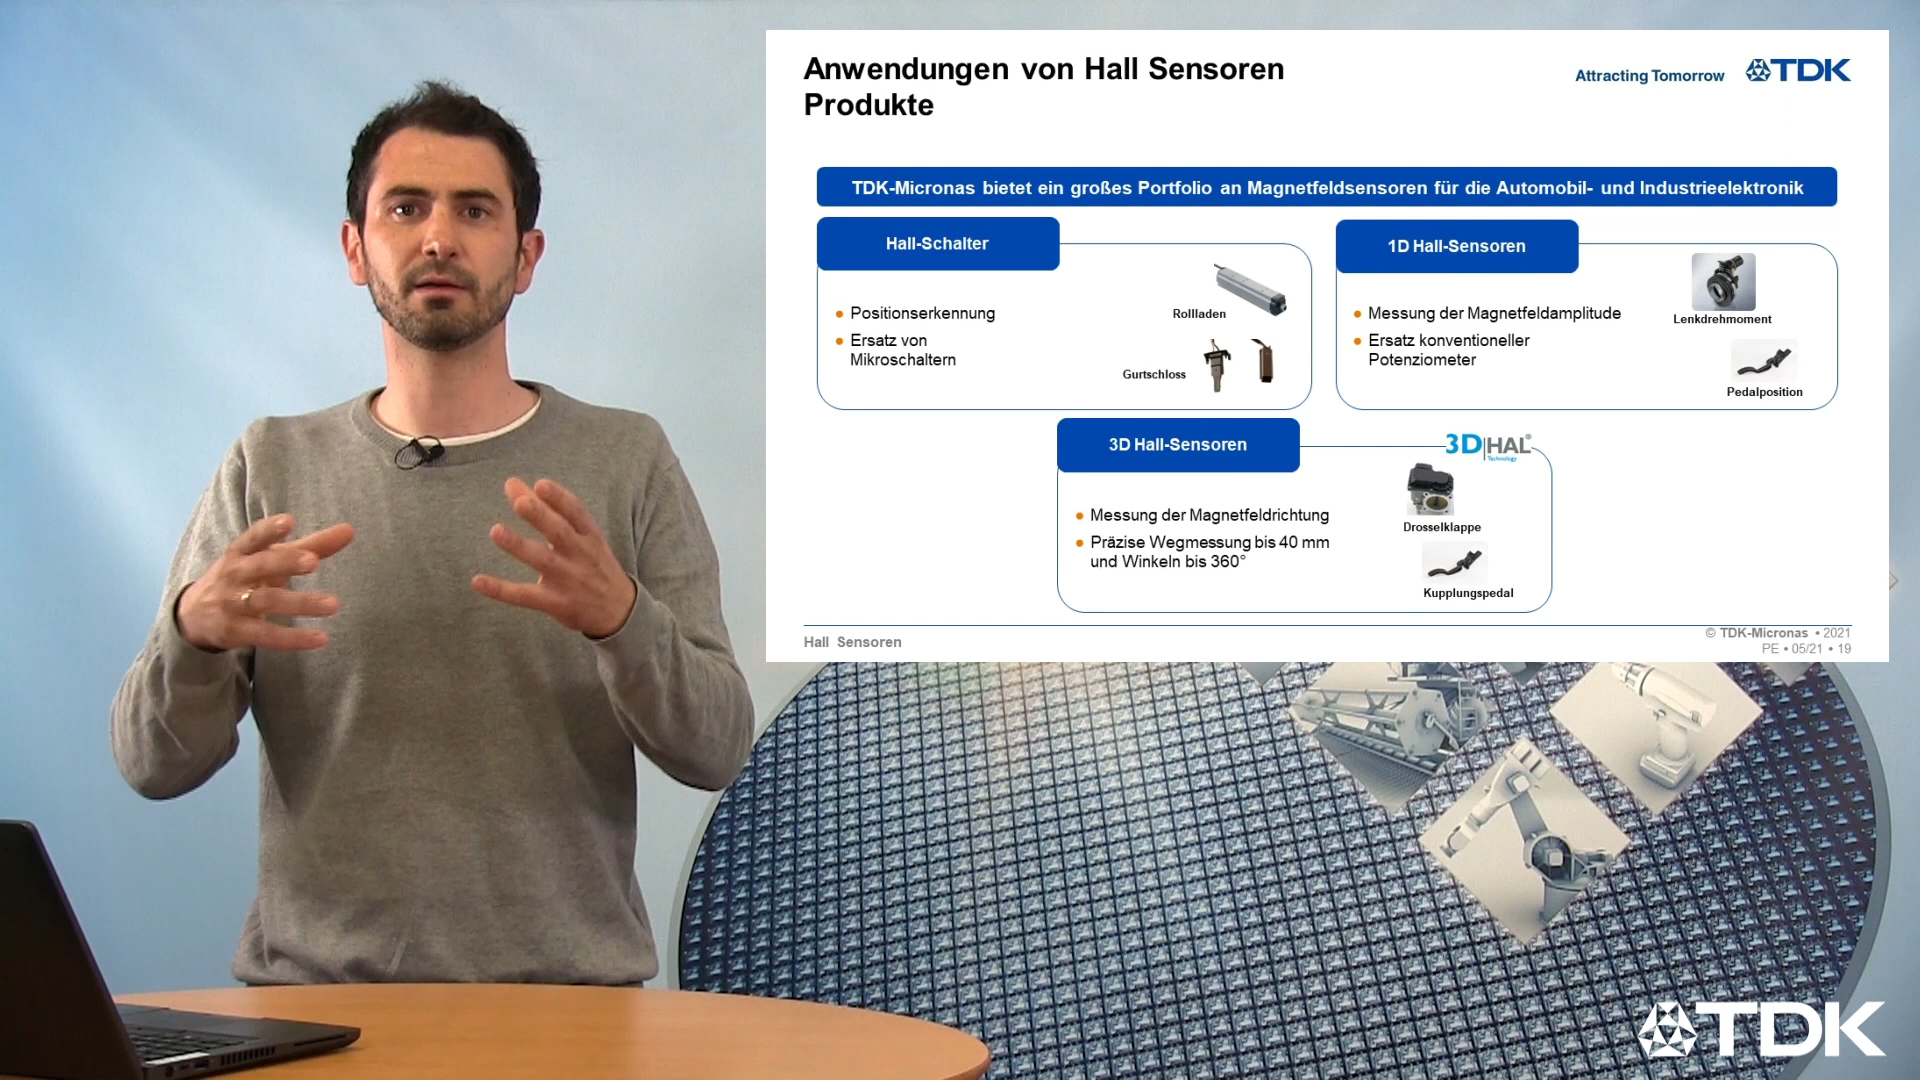 Anwendungen von Hall Sensoren
Produkte
Attracting Tomorrow
TDK
TDK-Micronas bietet ein großes Portfolio an Magnetfeldsensoren für die Automobil- und Industrieelektronik
Hall-Schalter
Positionserkennung
Ersatz von
Mikroschaltern
Rollladen
Gurtschloss
1D Hall-Sensoren
Messung der Magnetfeldamplitude
Ersatz konventioneller
Potenziometer
Lenkdrehmoment
Pedalposition
3D Hall-Sensoren
3D|HAL®
Technology
Messung der Magnetfeldrichtung
Präzise Wegmessung bis 40 mm
und Winkeln bis 360°
Drosselklappe
Kupplungspedal
Hall Sensoren
© TDK-Micronas • 2021
PE • 05/21 • 19
TDK